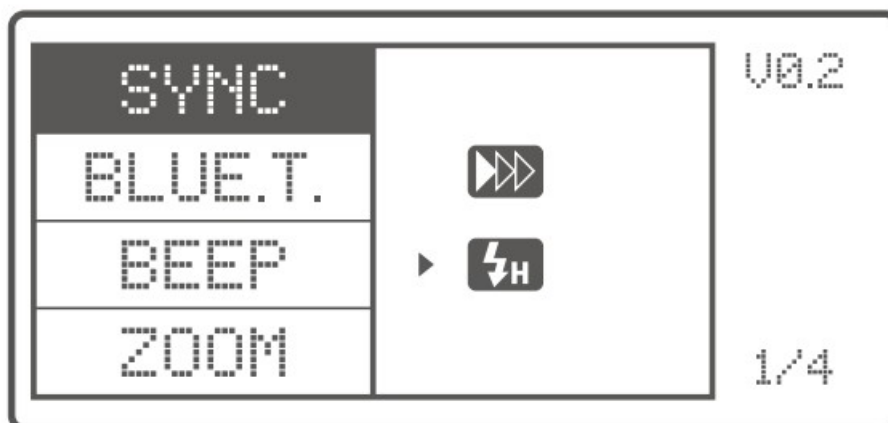 SYNC
V0.2
BLUE.T.
BEEP
H
ZOOM
1/4